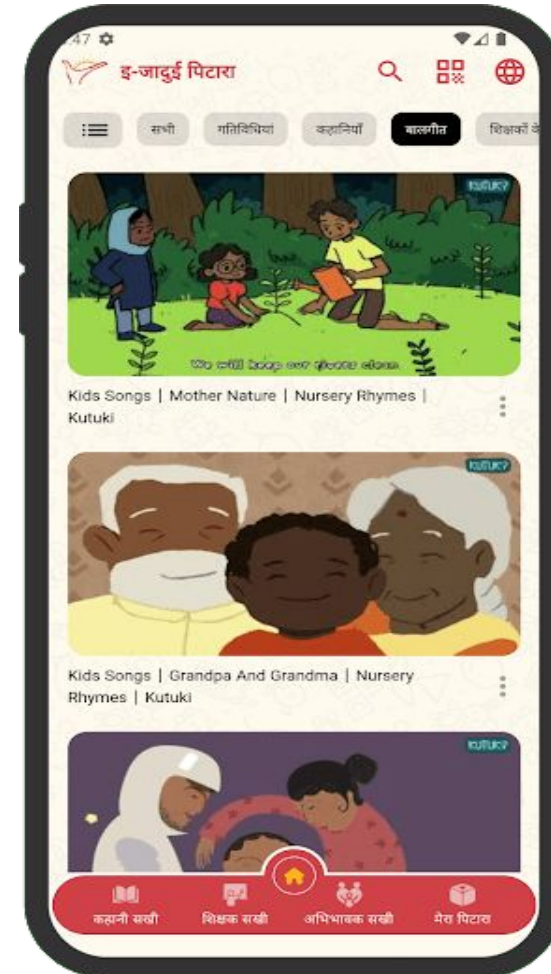 :47
इ-जादुई पिटारा
सभी
गतिविधियां
कहानियाँ
बालगीत
शिक्षकों के
KUTUKI
We will keep our rivers clean
Kids Songs | Mother Nature | Nursery Rhymes |
Kutuki
KUTUKI
Kids Songs | Grandpa And Grandma | Nursery
Rhymes | Kutuki
KUTUKI
कहानी सखी
शिक्षक सखी
अभिभावक सखी
मेरा पिटारा